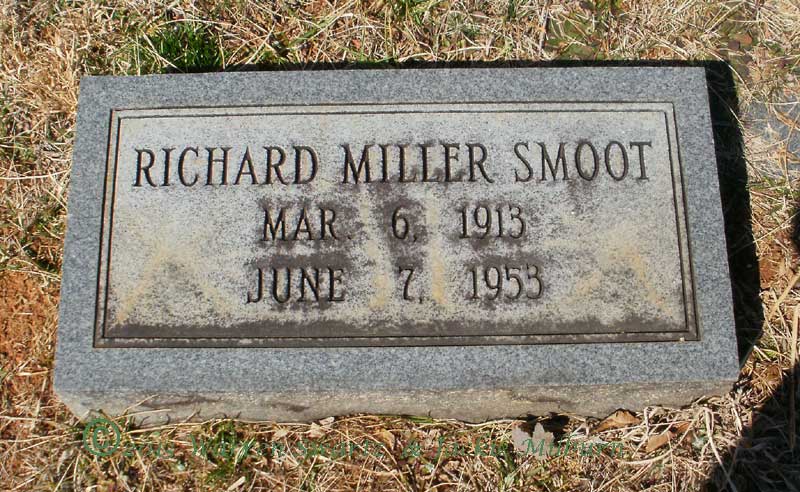 RICHARD MILLER SMOOT
MAR. 6, 1913
JUNE 7, 1953
©